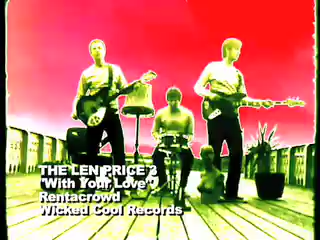 THE LEN PRICE 3
"With Your Love"
Rentacrowd
Wicked Cool Records